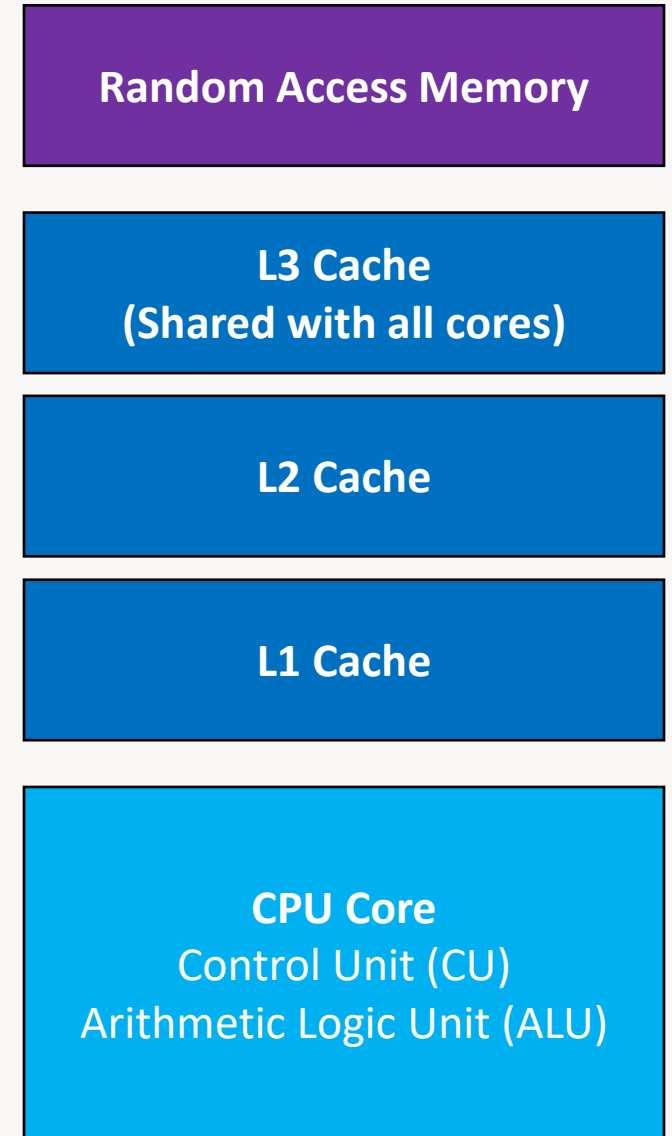 Random Access Memory
L3 Cache
(Shared with all cores)
L2 Cache
L1 Cache
CPU Core
Control Unit (CU)
Arithmetic Logic Unit (ALU)